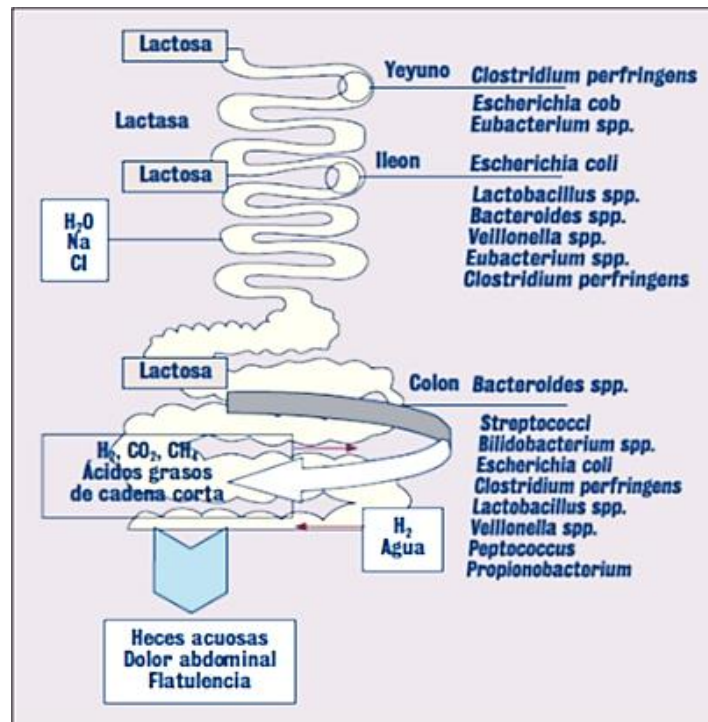 Lactosa
Yeyuno
Clostridium perfringens
Escherichia cob
Eubacterium spp.
Lactasa
Lactosa
Ileon
Escherichia coli
Lactobacillus spp.
Bacteroides spp.
Veillonella spp.
Eubacterium spp.
Clostridium perfringens
H₂O
Na
Cl
Lactosa
Colon
Bacteroides spp.
Streptococci
Bilidobacterium spp.
Escherichia coli
Clostridium perfringens
Lactobacillus spp.
Veillonella spp.
Peptococcus
Propionobacterium
H₂, CO₂, CH₄
Ácidos grasos
de cadena corta
H₂
Agua
Heces acuosas
Dolor abdominal
Flatulencia